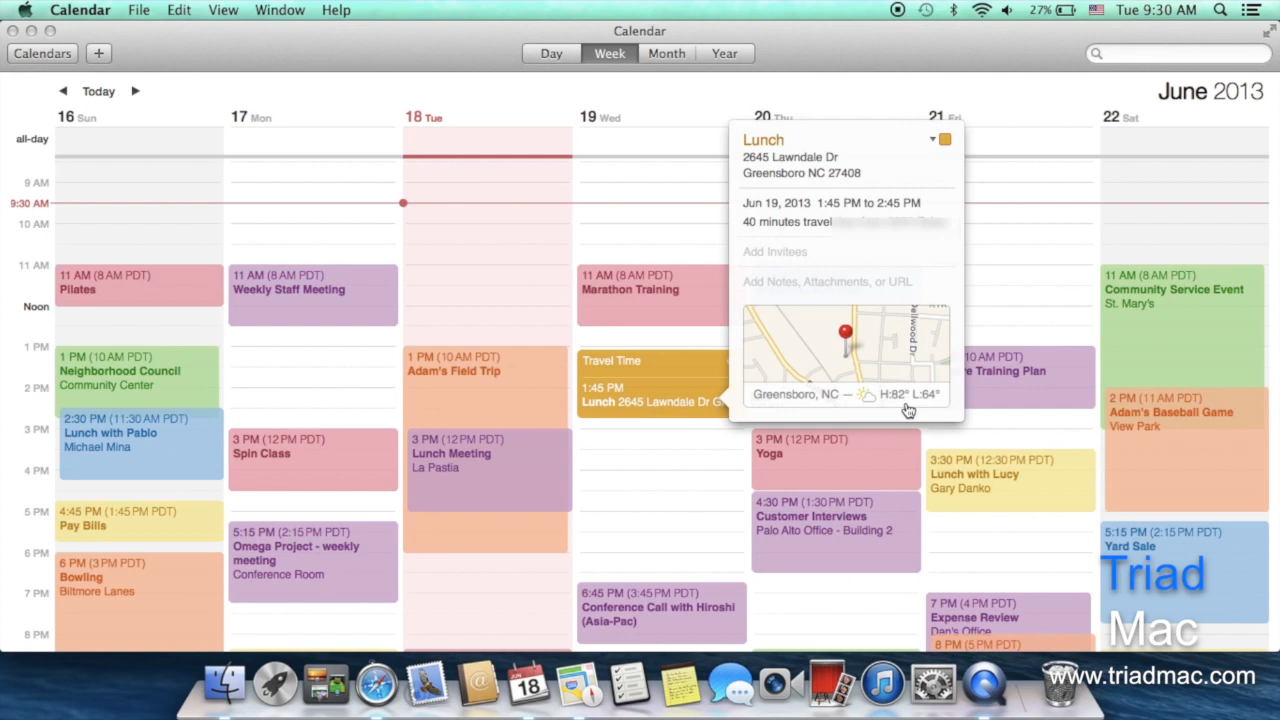 Calendar File Edit View Window Help 27% Tue 9:30 AM
Calendar
Calendars + Day Week Month Year
Today June 2013
16 Sun 17 Mon 18 Tue 19 Wed 20 Thu 21 Fri 22 Sat
all-day
9 AM
9:30 AM
10 AM
11 AM
Noon
1 PM
2 PM
3 PM
4 PM
5 PM
6 PM
7 PM
8 PM
11 AM (8 AM PDT)
Pilates
1 PM (10 AM PDT)
Neighborhood Council
Community Center
2:30 PM (11:30 AM PDT)
Lunch with Pablo
Michael Mina
4:45 PM (1:45 PM PDT)
Pay Bills
6 PM (3 PM PDT)
Bowling
Biltmore Lanes
11 AM (8 AM PDT)
Weekly Staff Meeting
3 PM (12 PM PDT)
Spin Class
5:15 PM (2:15 PM PDT)
Omega Project - weekly
meeting
Conference Room
1 PM (10 AM PDT)
Adam's Field Trip
3 PM (12 PM PDT)
Lunch Meeting
La Pastia
11 AM (8 AM PDT)
Marathon Training
Travel Time
1:45 PM
Lunch 2645 Lawndale Dr G
6:45 PM (3:45 PM PDT)
Conference Call with Hiroshi
(Asia-Pac)
Lunch
2645 Lawndale Dr
Greensboro NC 27408
Jun 19, 2013 1:45 PM to 2:45 PM
40 minutes travel
Add Invitees
Add Notes, Attachments, or URL
Dellwood Dr
Greensboro, NC — H:82° L:64°
3 PM (12 PM PDT)
Yoga
4:30 PM (1:30 PM PDT)
Customer Interviews
Palo Alto Office - Building 2
0 AM PDT)
re Training Plan
3:30 PM (12:30 PM PDT)
Lunch with Lucy
Gary Danko
7 PM (4 PM PDT)
Expense Review
Dan's Office
8 PM (5 PM PDT)
11 AM (8 AM PDT)
Community Service Event
St. Mary's
2 PM (11 AM PDT)
Adam's Baseball Game
View Park
5:15 PM (2:15 PM PDT)
Yard Sale
Triad
Mac
www.triadmac.com
JUN
18